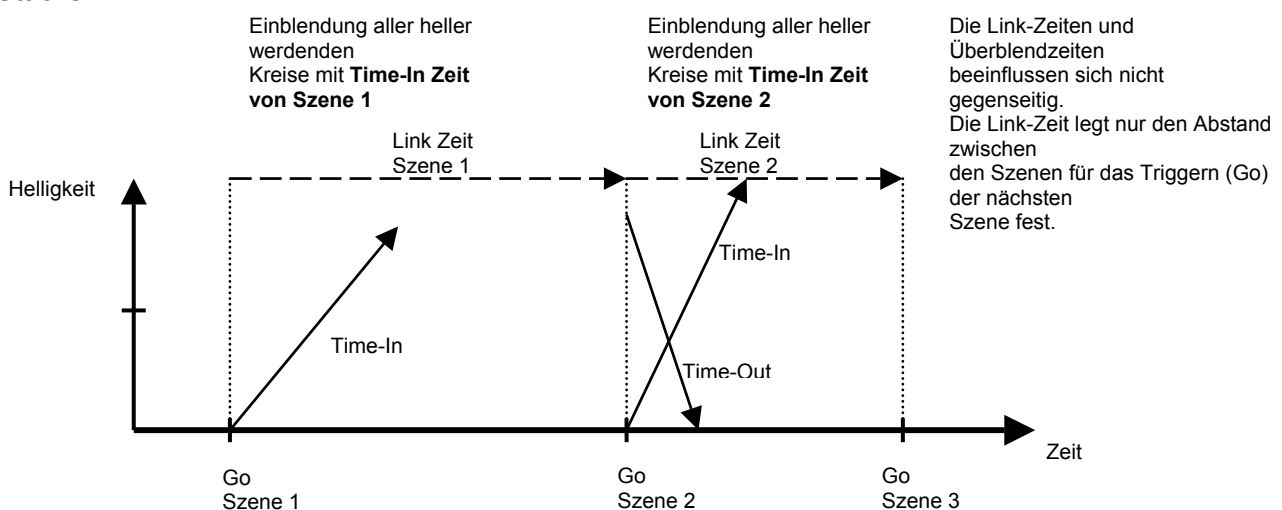 Einblendung aller heller
werdenden
Kreise mit Time-In Zeit
von Szene 1
Einblendung aller heller
werdenden
Kreise mit Time-In Zeit
von Szene 2
Die Link-Zeiten und
Überblendzeiten
beeinflussen sich nicht
gegenseitig.
Die Link-Zeit legt nur den Abstand
zwischen
den Szenen für das Triggern (Go)
der nächsten
Szene fest.
Link Zeit
Szene 1
Link Zeit
Szene 2
Helligkeit
Time-In
Time-In
Time-Out
Zeit
Go
Szene 1
Go
Szene 2
Go
Szene 3